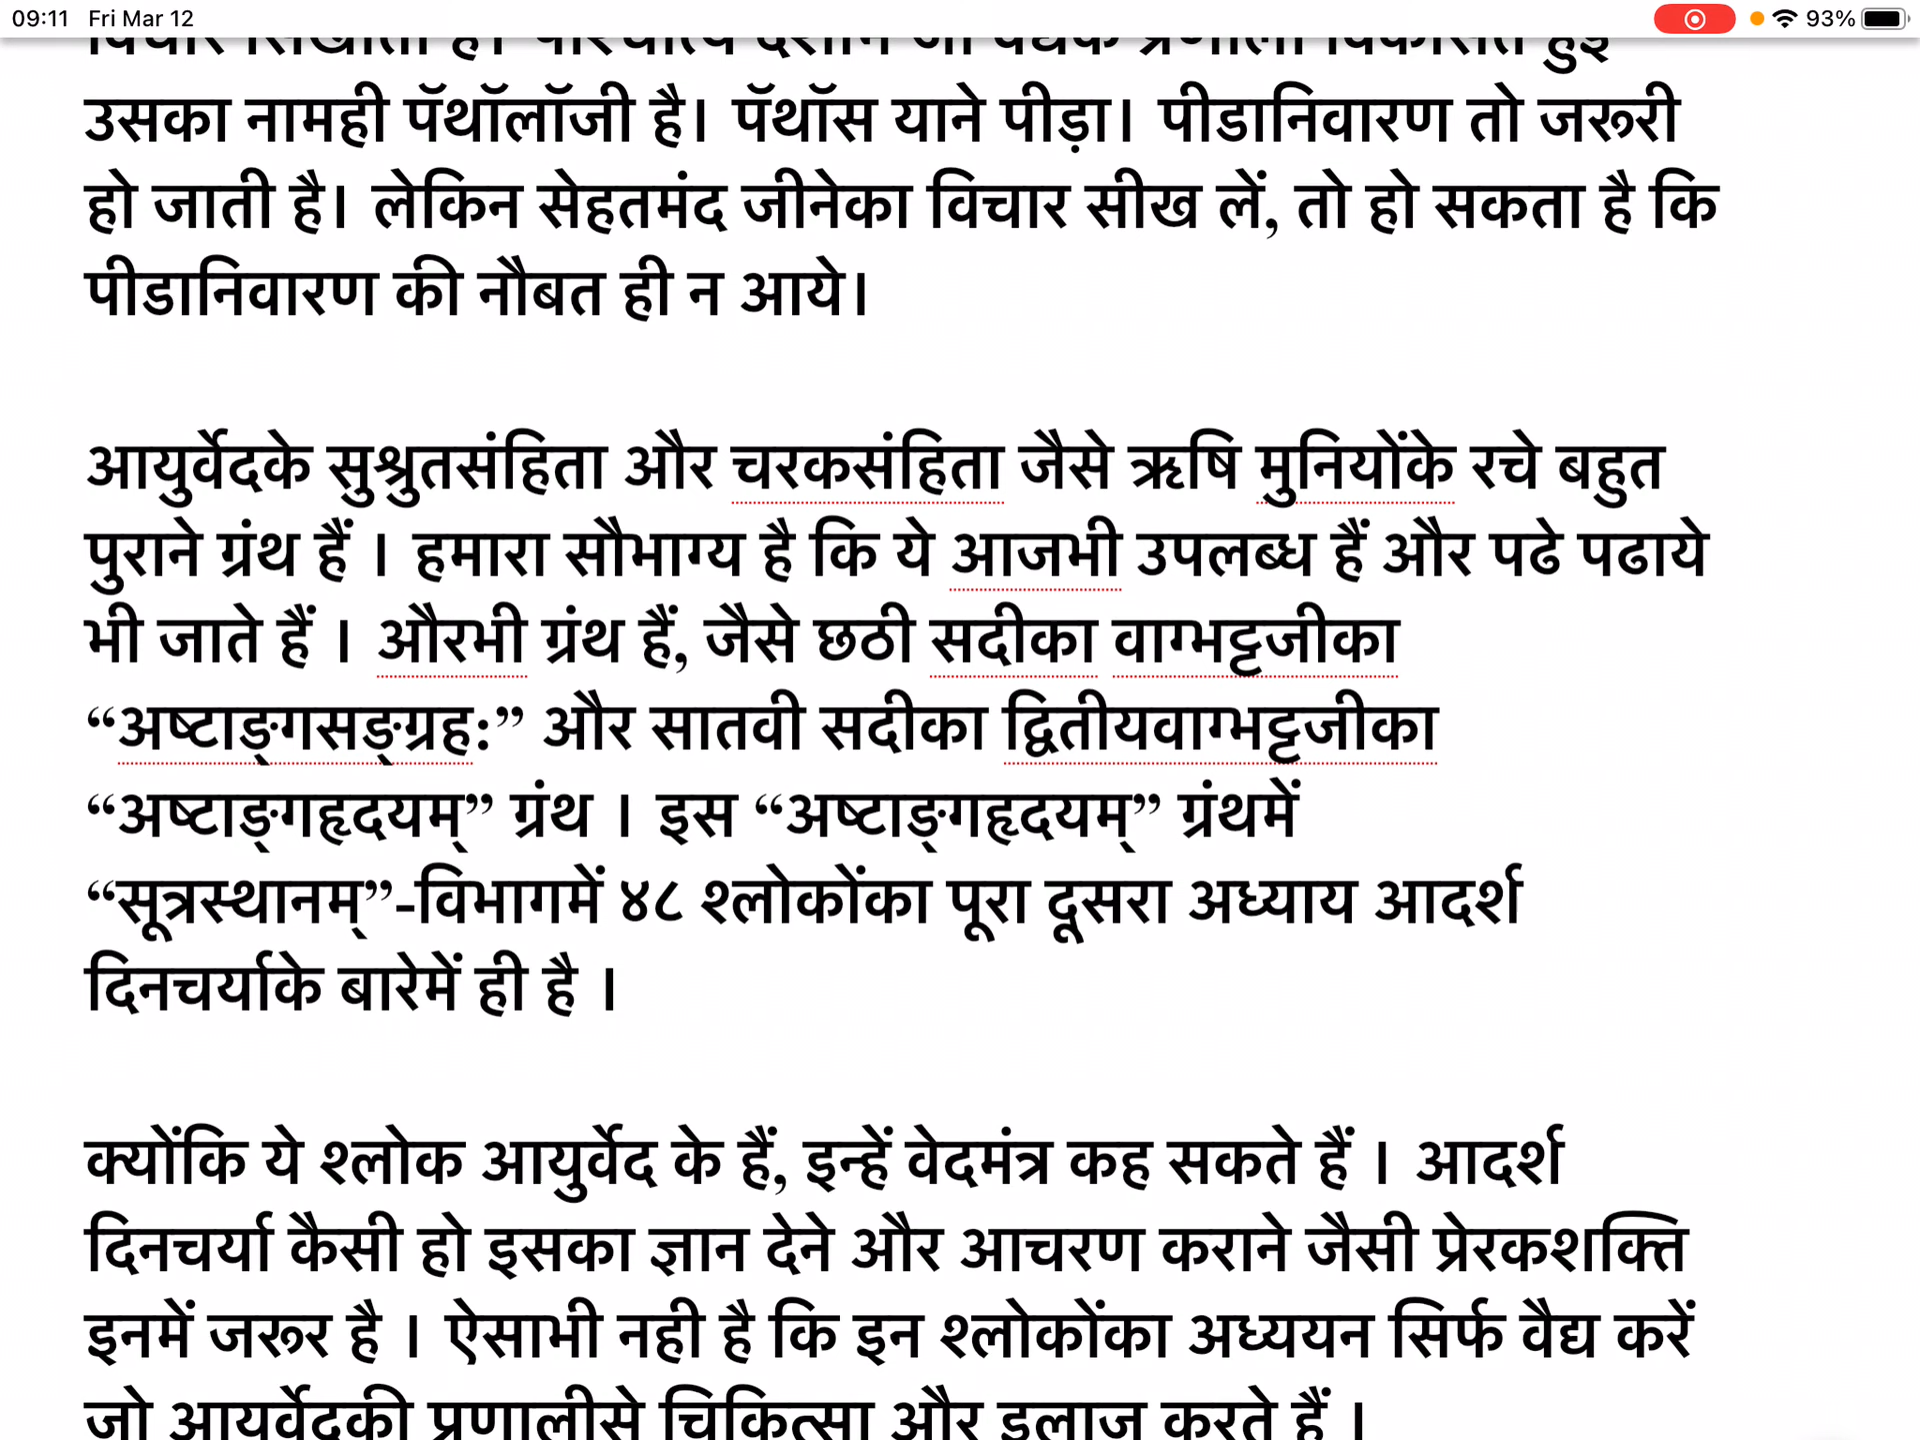 09:11 Fri Mar 12 93%
उसका नामही पॅथॉलॉजी है। पॅथॉस याने पीड़ा। पीडानिवारण तो जरूरी
हो जाती है। लेकिन सेहतमंद जीनेका विचार सीख लें, तो हो सकता है कि
पीडानिवारण की नौबत ही न आये।
आयुर्वेदके सुश्रुतसंहिता और चरकसंहिता जैसे ऋषि मुनियोंके रचे बहुत
पुराने ग्रंथ हैं । हमारा सौभाग्य है कि ये आजभी उपलब्ध हैं और पढे पढाये
भी जाते हैं । औरभी ग्रंथ हैं, जैसे छठी सदीका वाग्भट्टजीका
“अष्टाङ्गसङ्ग्रह:” और सातवी सदीका द्वितीयवाग्भट्टजीका
“अष्टाङ्गहृदयम्” ग्रंथ । इस “अष्टाङ्गहृदयम्” ग्रंथमें
“सूत्रस्थानम्”-विभागमें ४८ श्लोकोंका पूरा दूसरा अध्याय आदर्श
दिनचर्याके बारेमें ही है ।
क्योंकि ये श्लोक आयुर्वेद के हैं, इन्हें वेदमंत्र कह सकते हैं । आदर्श
दिनचर्या कैसी हो इसका ज्ञान देने और आचरण कराने जैसी प्रेरकशक्ति
इनमें जरूर है । ऐसाभी नही है कि इन श्लोकोंका अध्ययन सिर्फ वैद्य करें
जो आयुर्वेदकी प्रणालीसे चिकित्सा और इलाज करते हैं ।